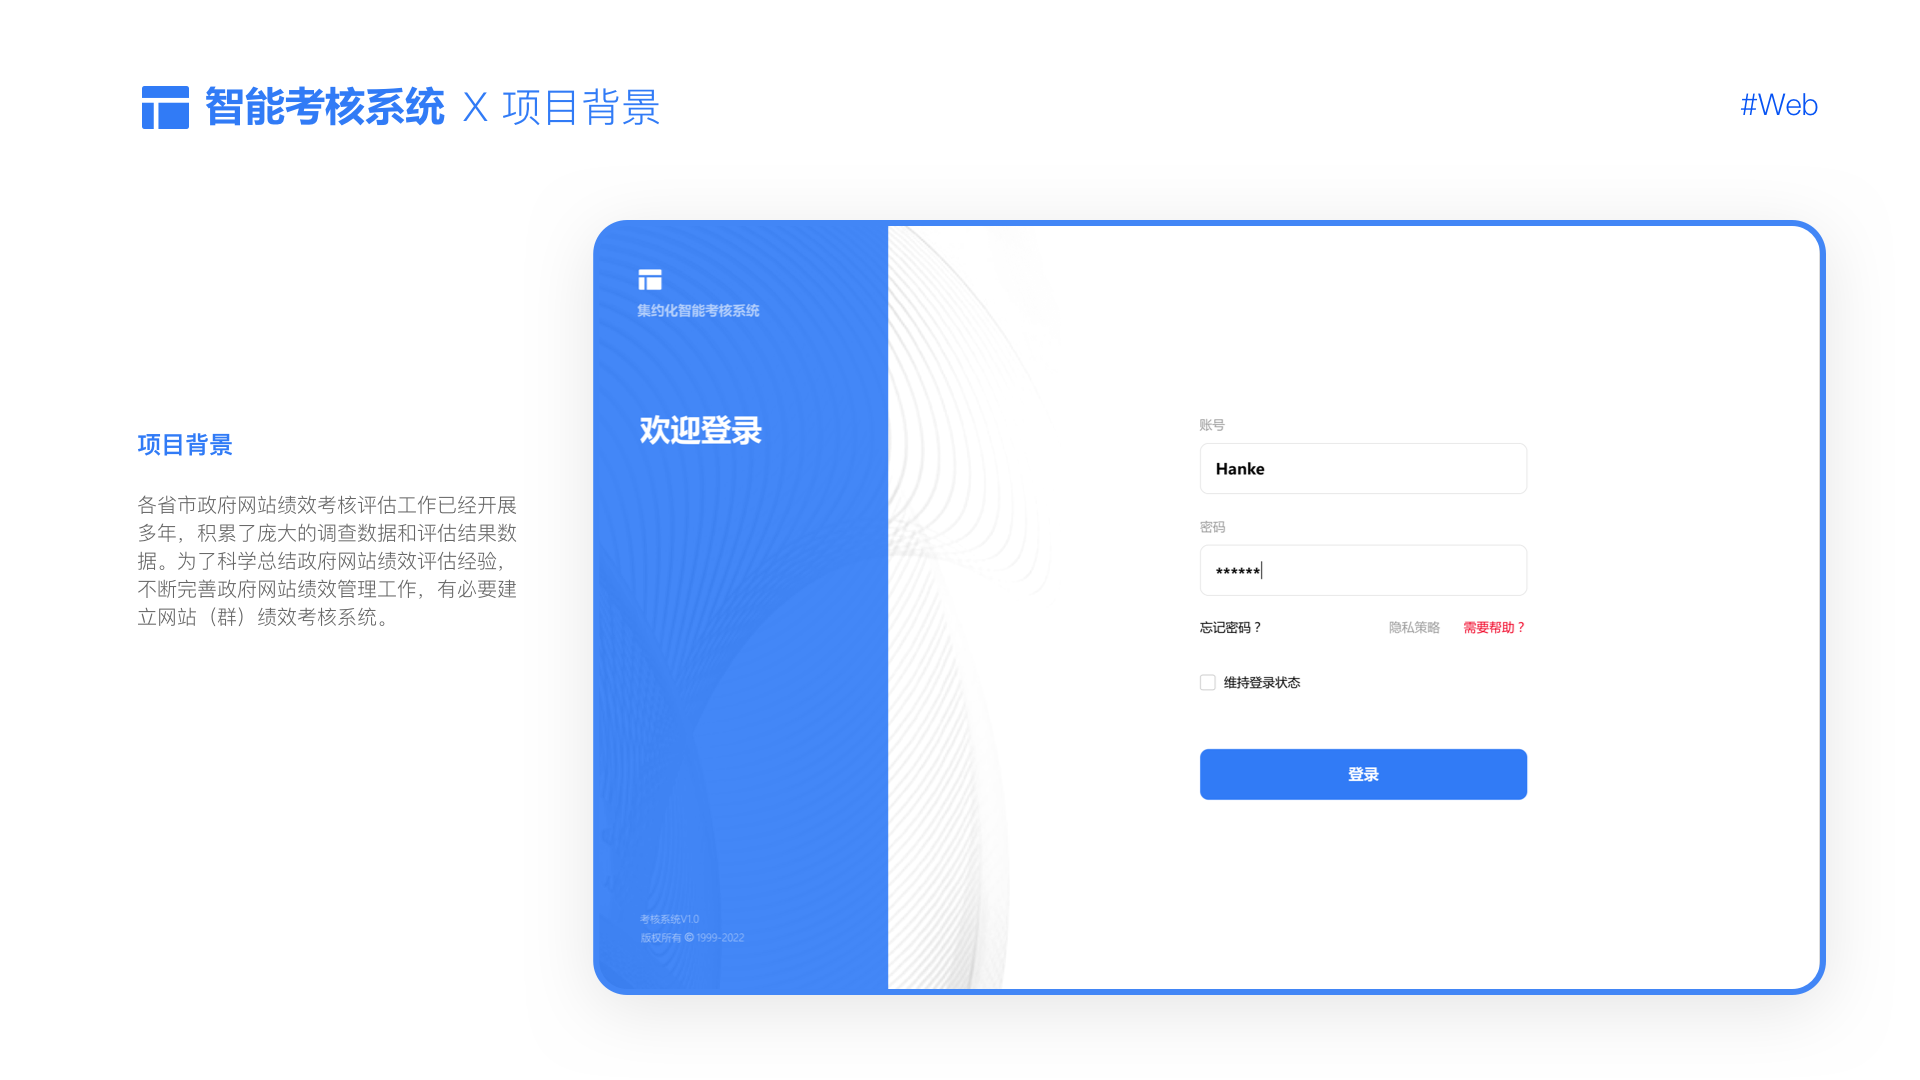 智能考核系统 X 项目背景
#Web
项目背景
各省市政府网站绩效考核评估工作已经开展
多年，积累了庞大的调查数据和评估结果数
据。为了科学总结政府网站绩效评估经验，
不断完善政府网站绩效管理工作，有必要建
立网站（群）绩效考核系统。
集约化智能考核系统
欢迎登录
考核系统V1.0
版权所有 © 1999-2022
账号
Hanke
密码
******
忘记密码？ 隐私策略 需要帮助？
维持登录状态
登录